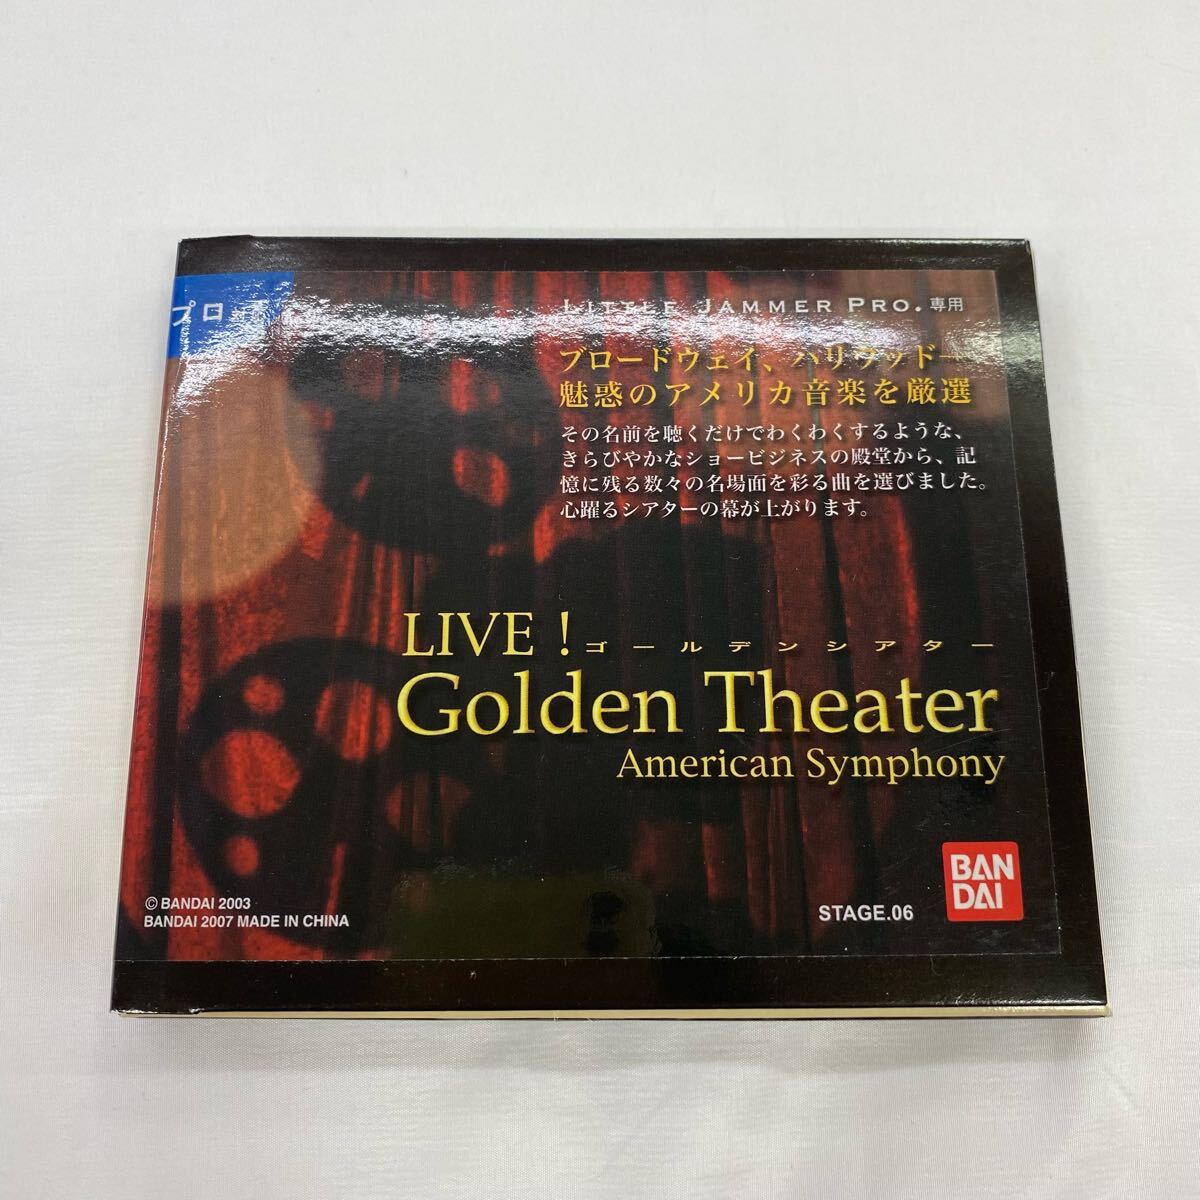 プロ
LITTLE JAMMER PRO. 専用
ブロードウェイ、ハリウッドー
魅惑のアメリカ音楽を厳選
その名前を聴くだけでわくわくするような、
きらびやかなショービジネスの殿堂から、記
憶に残る数々の名場面を彩る曲を選びました。
心躍るシアターの幕が上がります。
LIVE ! ゴールデンシアター
Golden Theater
American Symphony
© BANDAI 2003
BANDAI 2007 MADE IN CHINA
STAGE.06
BAN
DAI